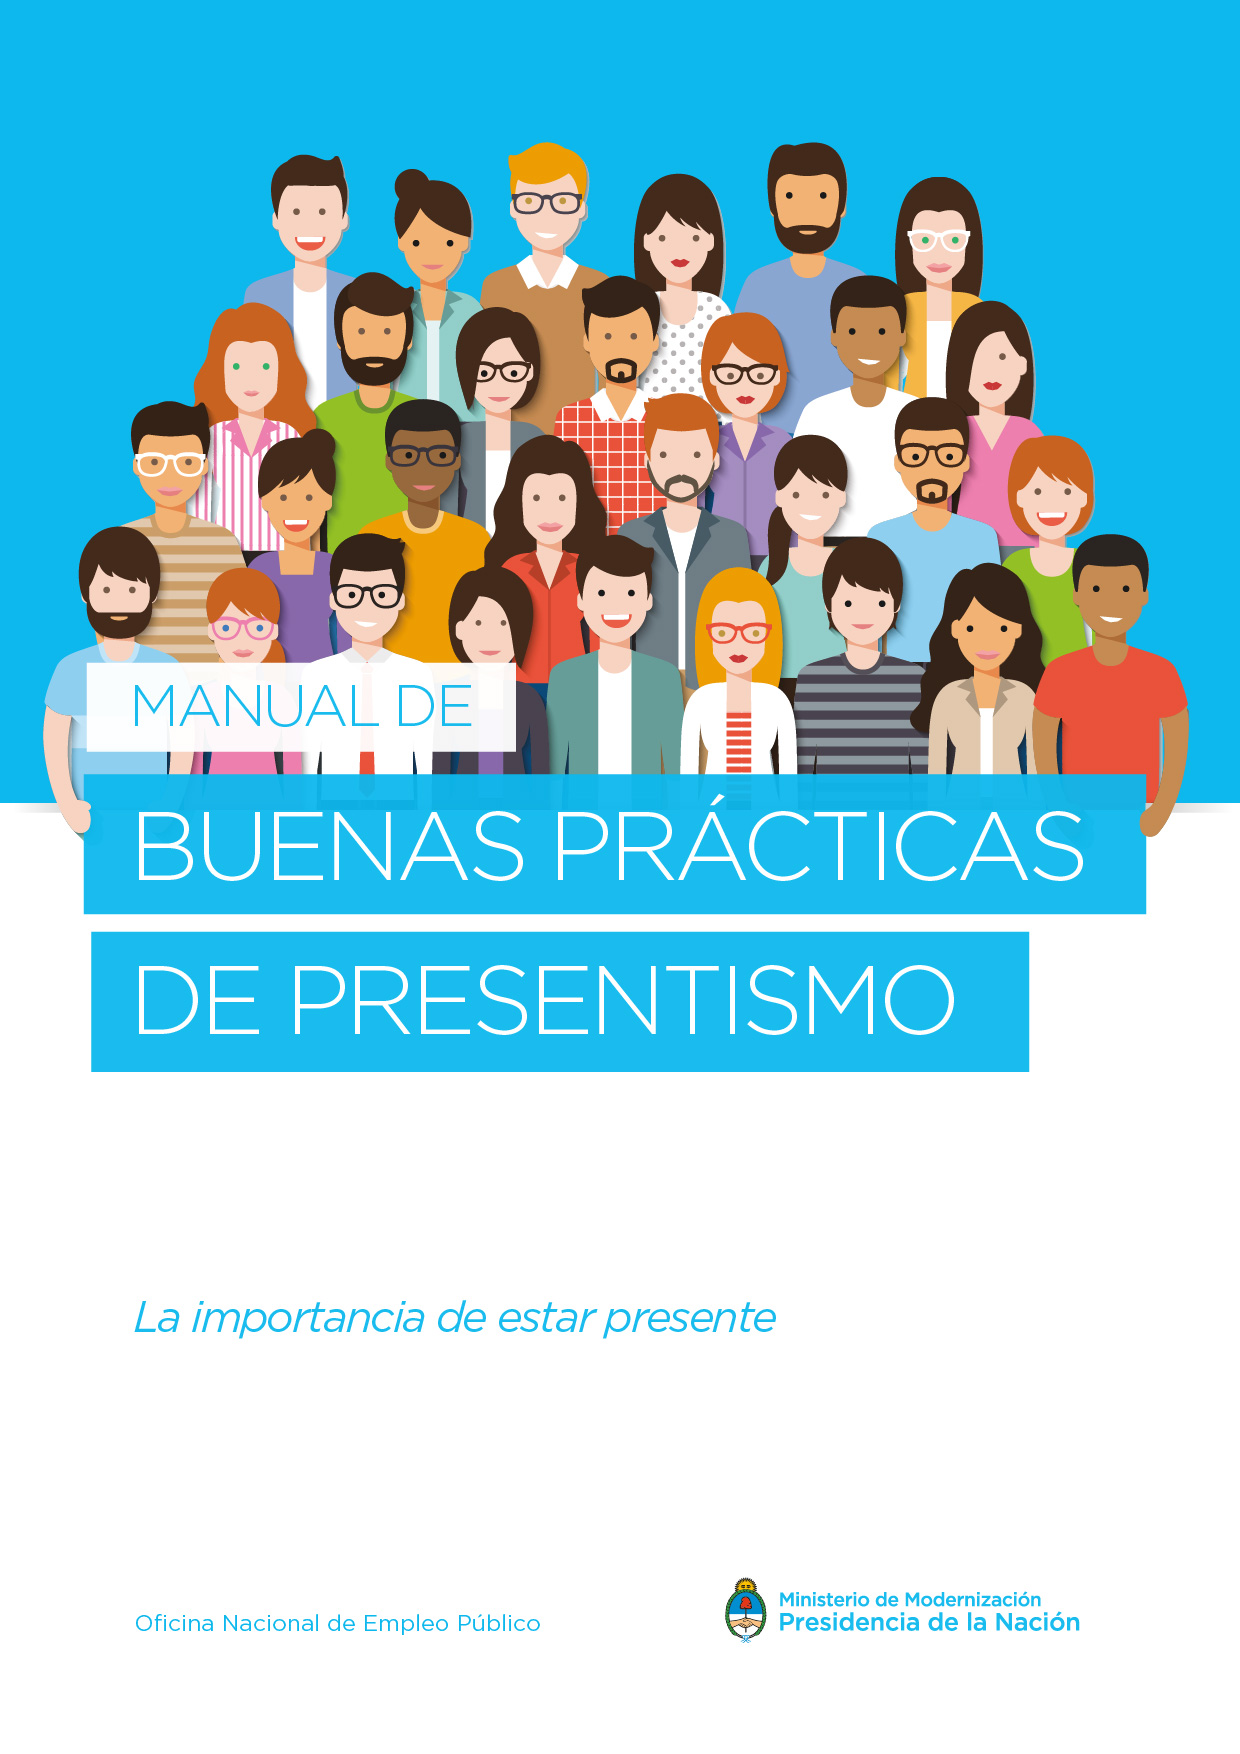 MANUAL DE
BUENAS PRÁCTICAS
DE PRESENTISMO
La importancia de estar presente
Oficina Nacional de Empleo Público
Ministerio de Modernización
Presidencia de la Nación